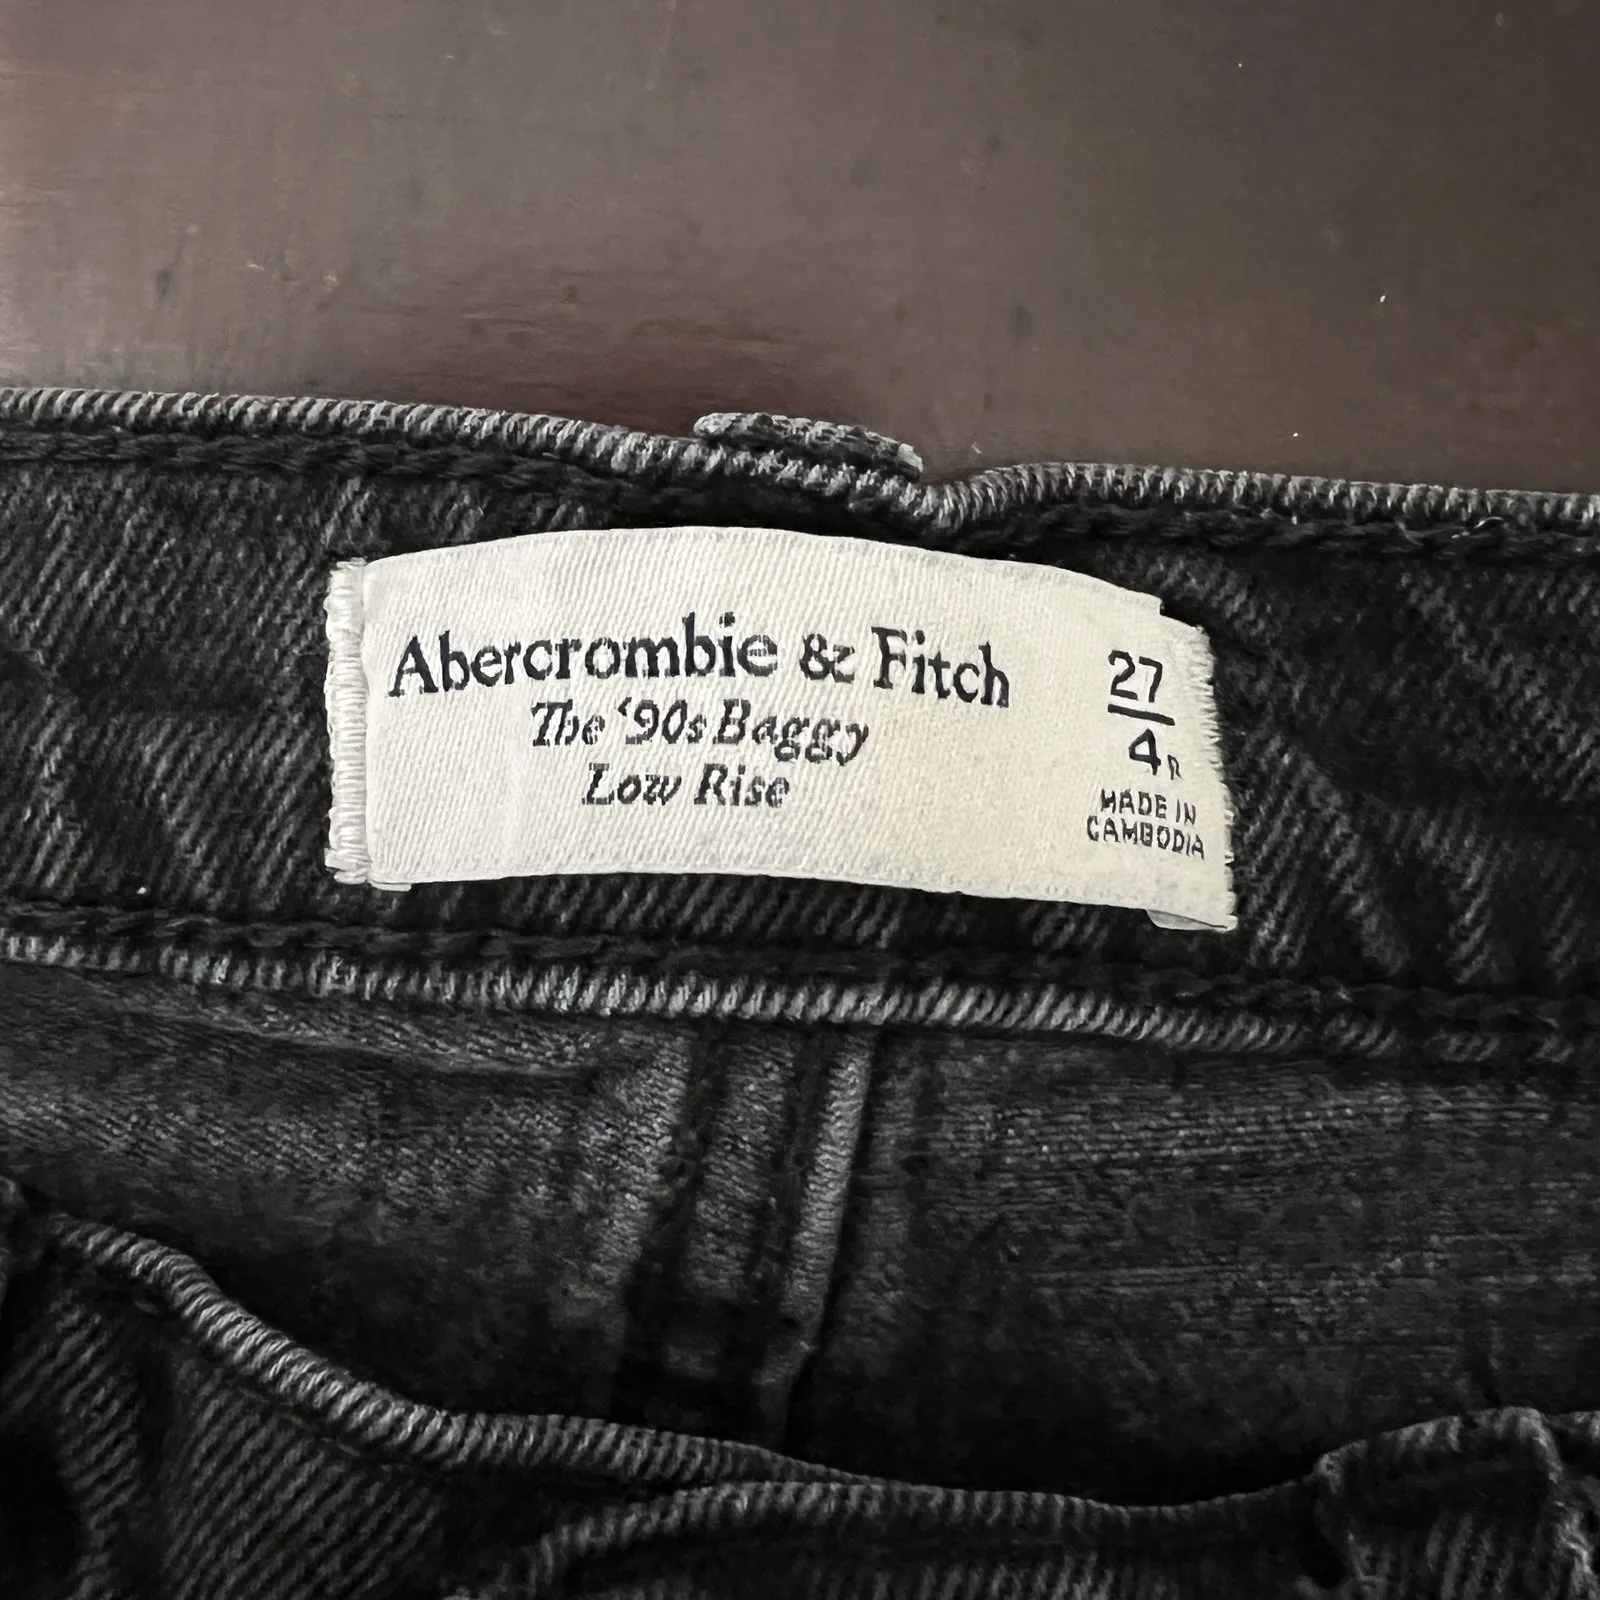 Abercrombie & Fitch
The ‘90s Baggy
Low Rise
27
4R
MADE IN
CAMBODIA